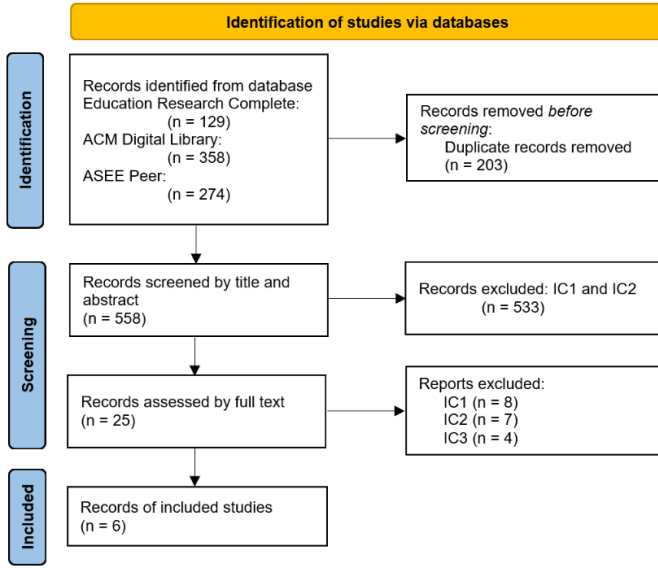 Identification of studies via databases
Identification
Records identified from database
Education Research Complete:
(n = 129)
ACM Digital Library:
(n = 358)
ASEE Peer:
(n = 274)
Records removed before
screening:
Duplicate records removed
(n = 203)
Screening
Records screened by title and
abstract
(n = 558)
Records excluded: IC1 and IC2
(n = 533)
Records assessed by full text
(n = 25)
Reports excluded:
IC1 (n = 8)
IC2 (n = 7)
IC3 (n = 4)
Included
Records of included studies
(n = 6)